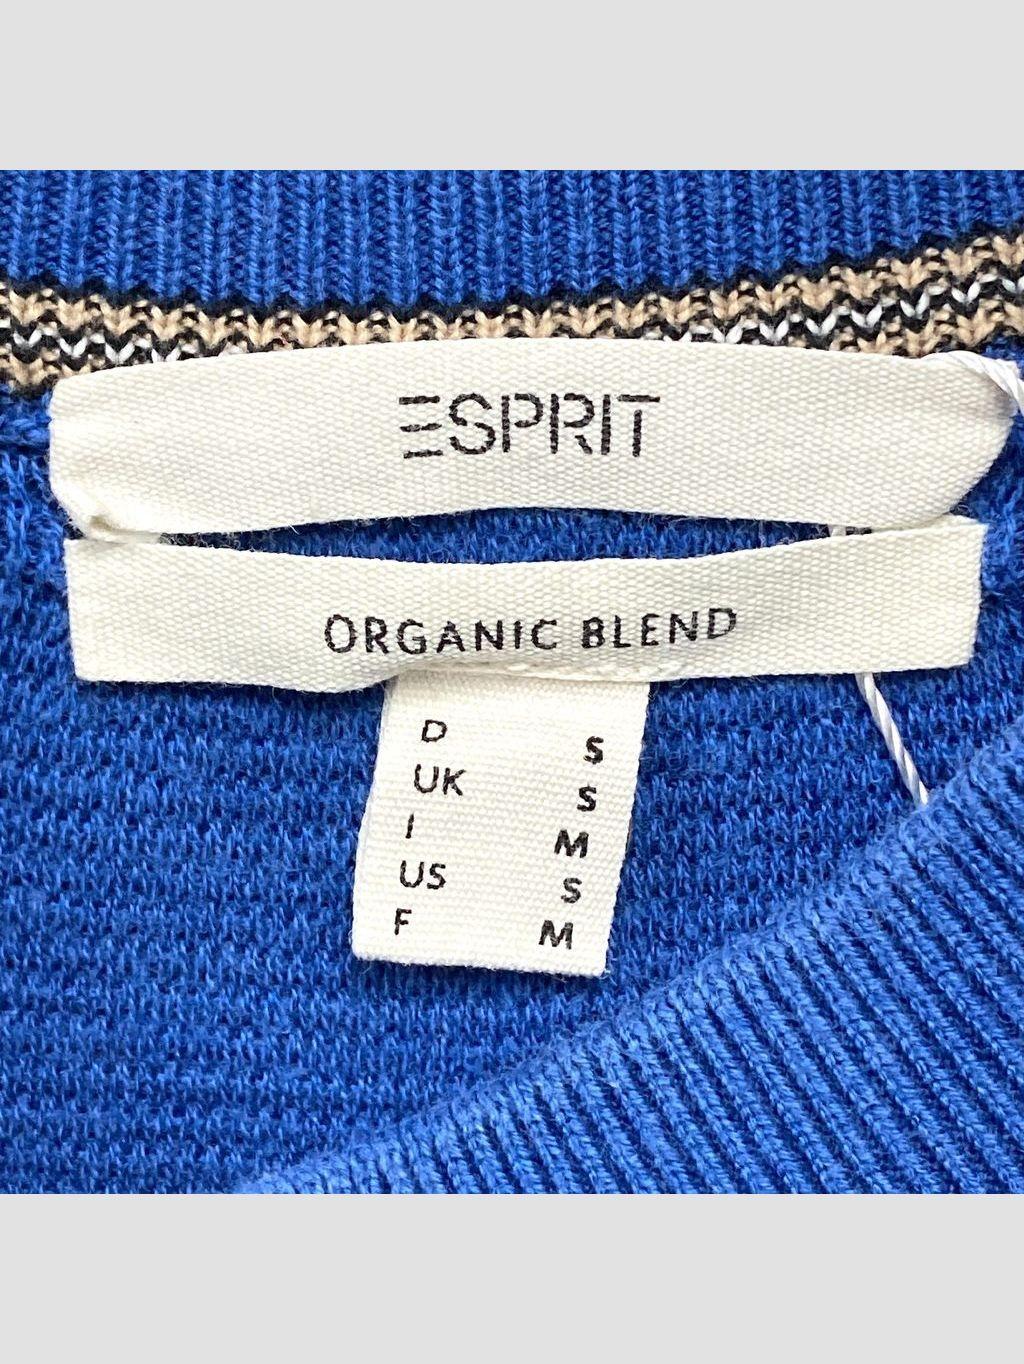 ESPRIT
ORGANIC BLEND
D S
UK S
I M
US S
F M